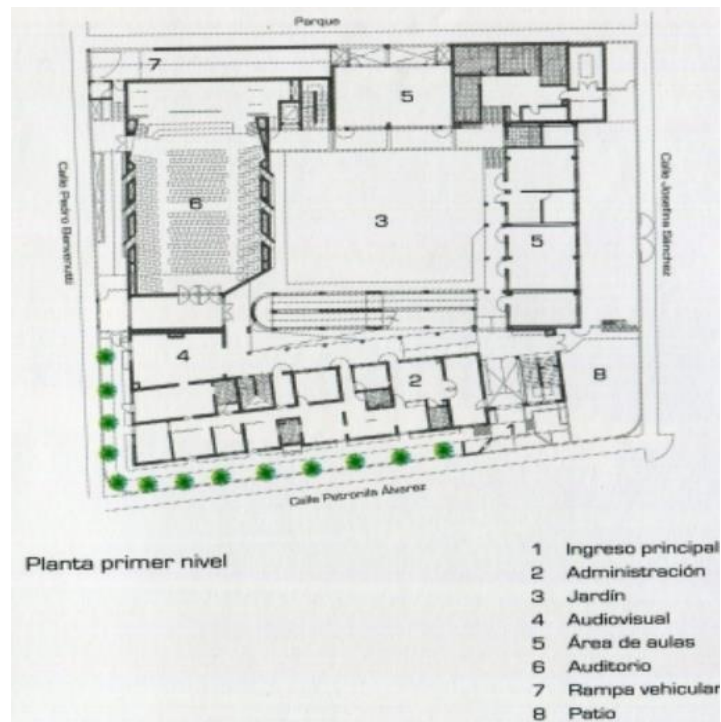 Parque
7
5
Calle Pedro Benvenutti
6
3
5
Calle Josefina Sánchez
4
2
8
1
Calle Petronila Álvarez
Planta primer nivel
1 Ingreso principal
2 Administración
3 Jardín
4 Audiovisual
5 Área de aulas
6 Auditorio
7 Rampa vehicular
8 Patio